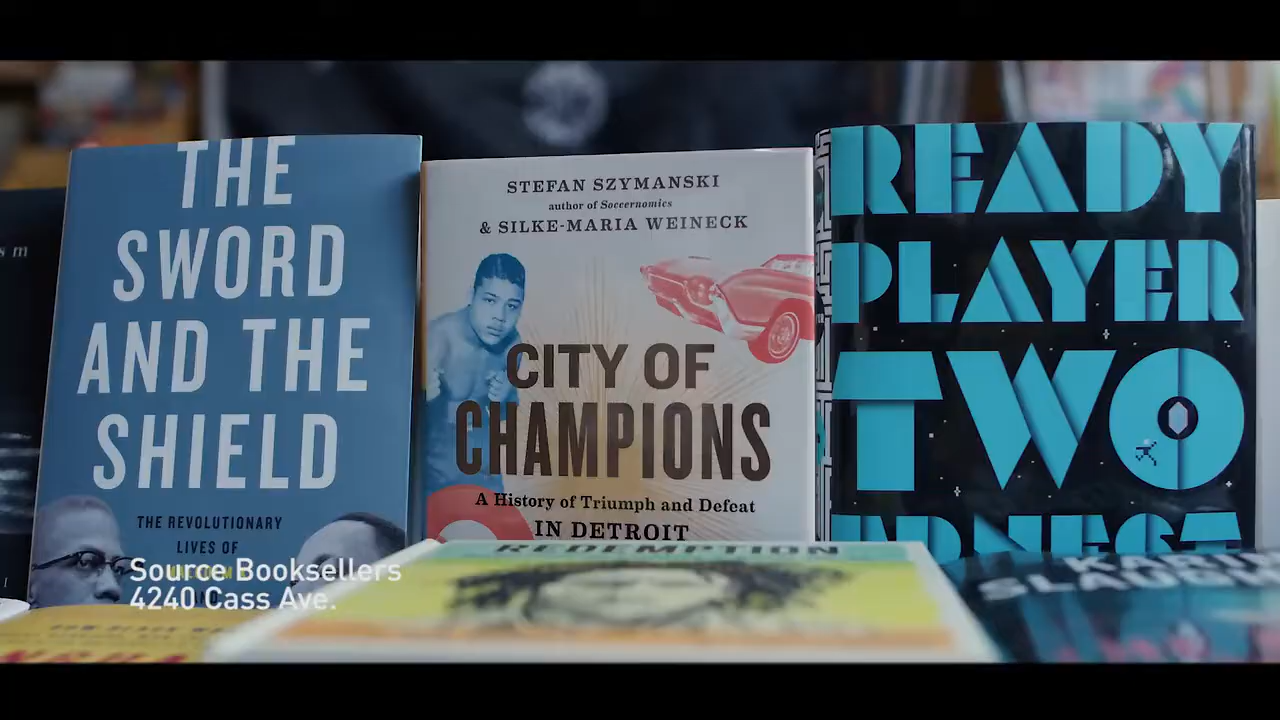 THE
SWORD
AND THE
SHIELD
THE REVOLUTIONARY
LIVES OF
STEFAN SZYMANSKI
author of Soccernomics
& SILKE-MARIA WEINECK
CITY OF
CHAMPIONS
A History of Triumph and Defeat
IN DETROIT
READY
PLAYER
TWO
REDEMPTION
Source Booksellers
4240 Cass Ave.